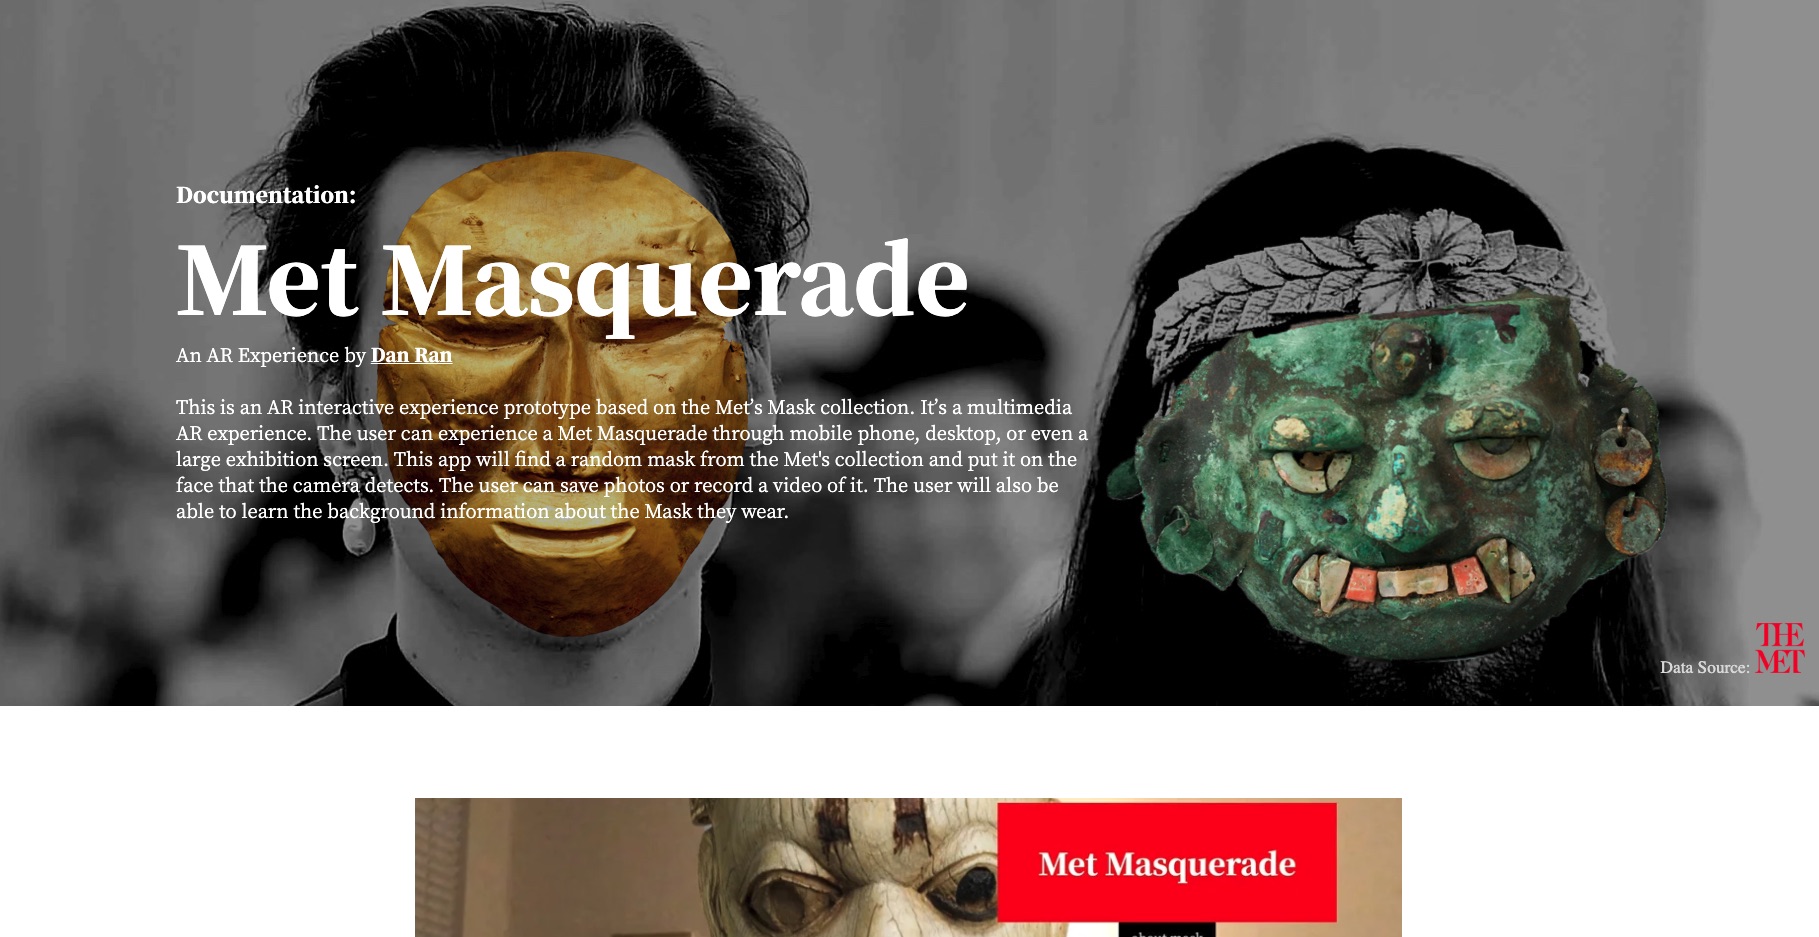 Documentation:
Met Masquerade
An AR Experience by Dan Ran
This is an AR interactive experience prototype based on the Met’s Mask collection. It’s a multimedia
AR experience. The user can experience a Met Masquerade through mobile phone, desktop, or even a
large exhibition screen. This app will find a random mask from the Met's collection and put it on the
face that the camera detects. The user can save photos or record a video of it. The user will also be
able to learn the background information about the Mask they wear.
Data Source:
THE
MET
Met Masquerade
about mask